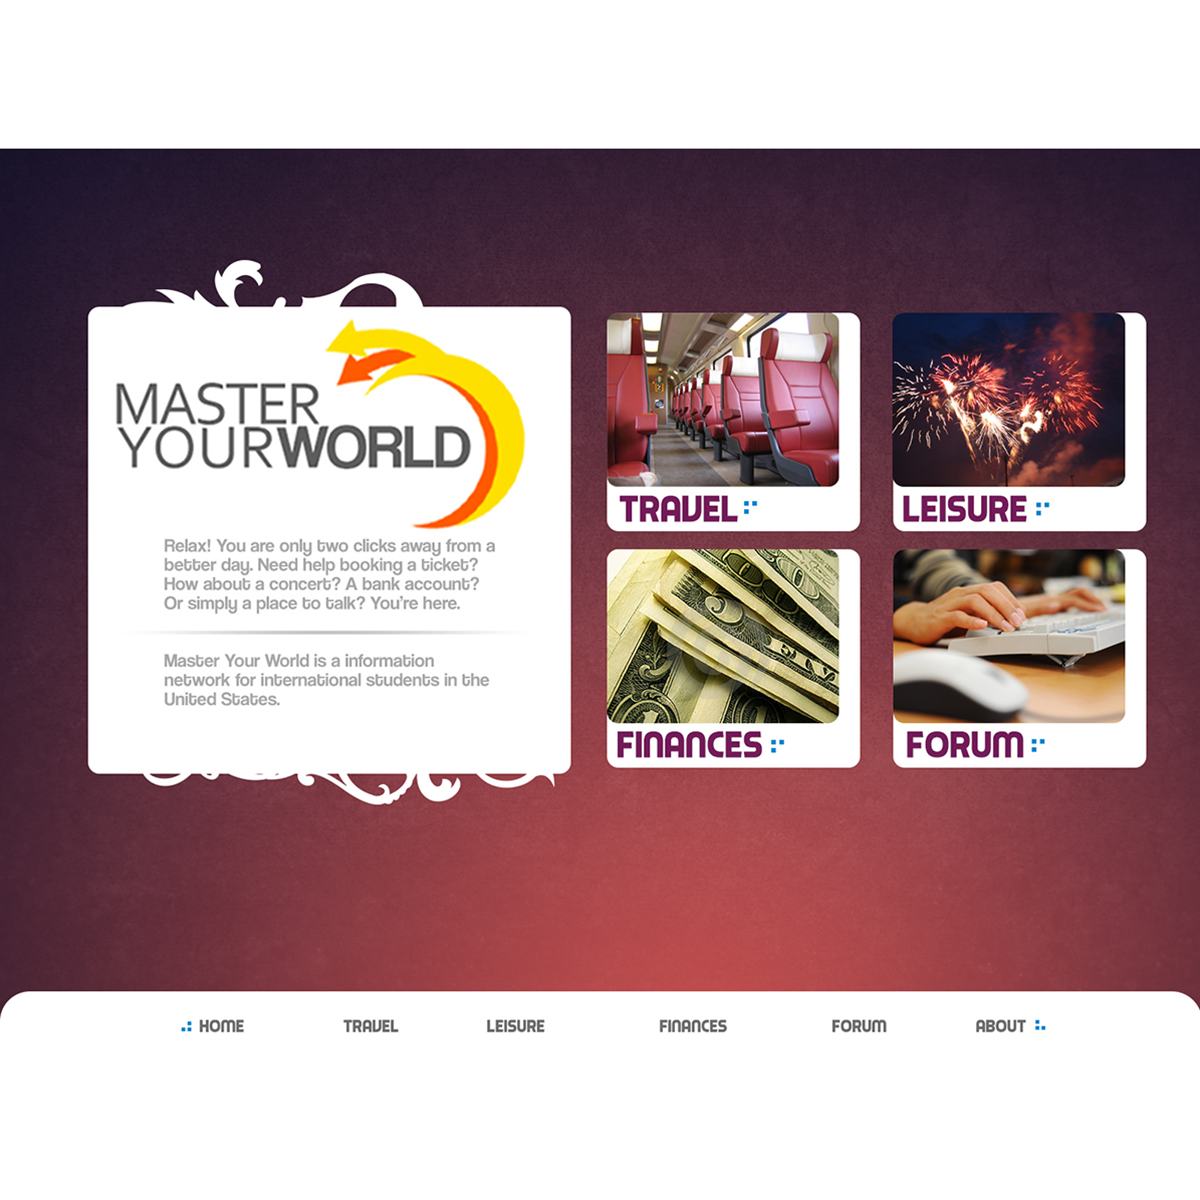 MASTER
YOURWORLD
Relax! You are only two clicks away from a
better day. Need help booking a ticket?
How about a concert? A bank account?
Or simply a place to talk? You're here.
Master Your World is a information
network for international students in the
United States.
TRAVEL
LEISURE
FINANCES
FORUM
HOME
TRAVEL
LEISURE
FINANCES
FORUM
ABOUT